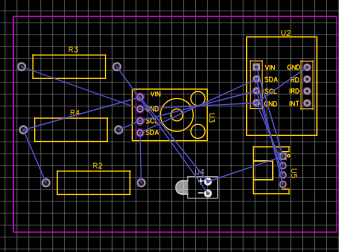 U2
R3
VIN
GND
SDA
RD
SCL
IRD
GND
INT
VIN
GND
SCL
SDA
U3
R4
R2
U4
U5